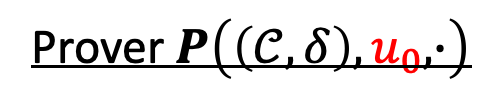 Prover 𝑷((𝒞, 𝛿), 𝑢₀,·)